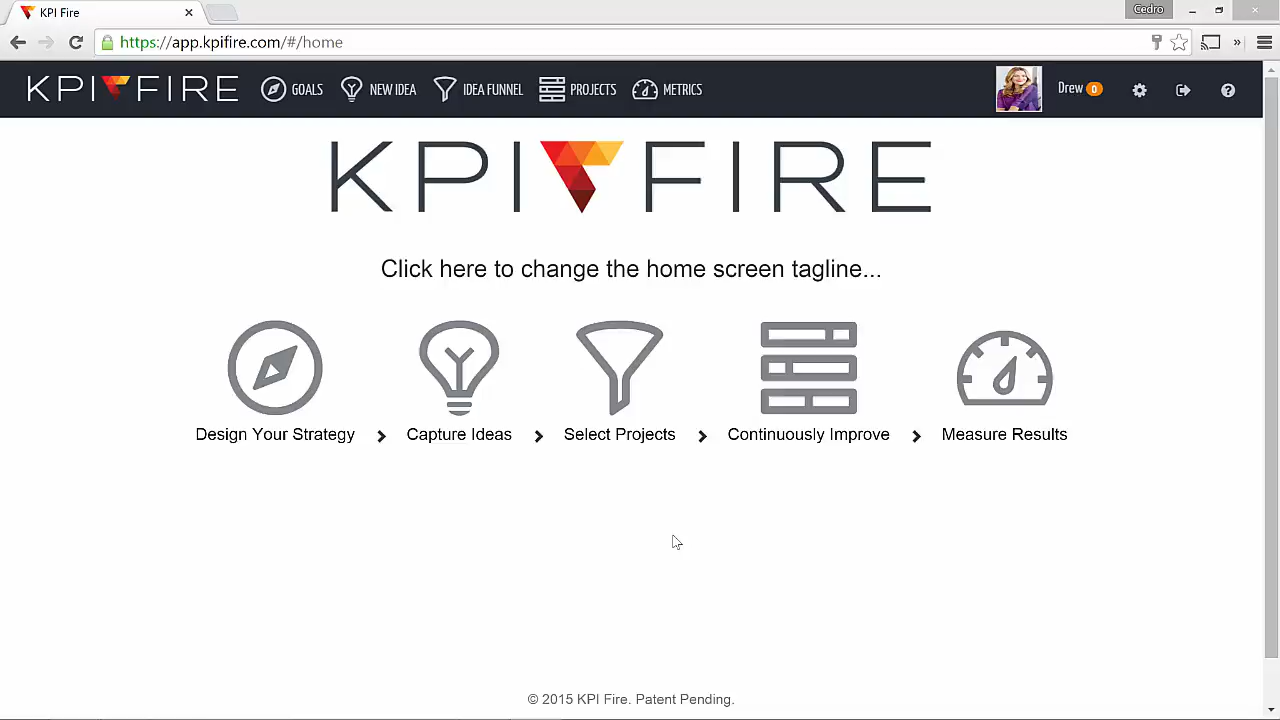 KPI Fire
Cedro
https://app.kpifire.com/#/home
KPI FIRE GOALS NEW IDEA IDEA FUNNEL PROJECTS METRICS Drew 0
KPI FIRE
Click here to change the home screen tagline...
Design Your Strategy Capture Ideas Select Projects Continuously Improve Measure Results
© 2015 KPI Fire. Patent Pending.